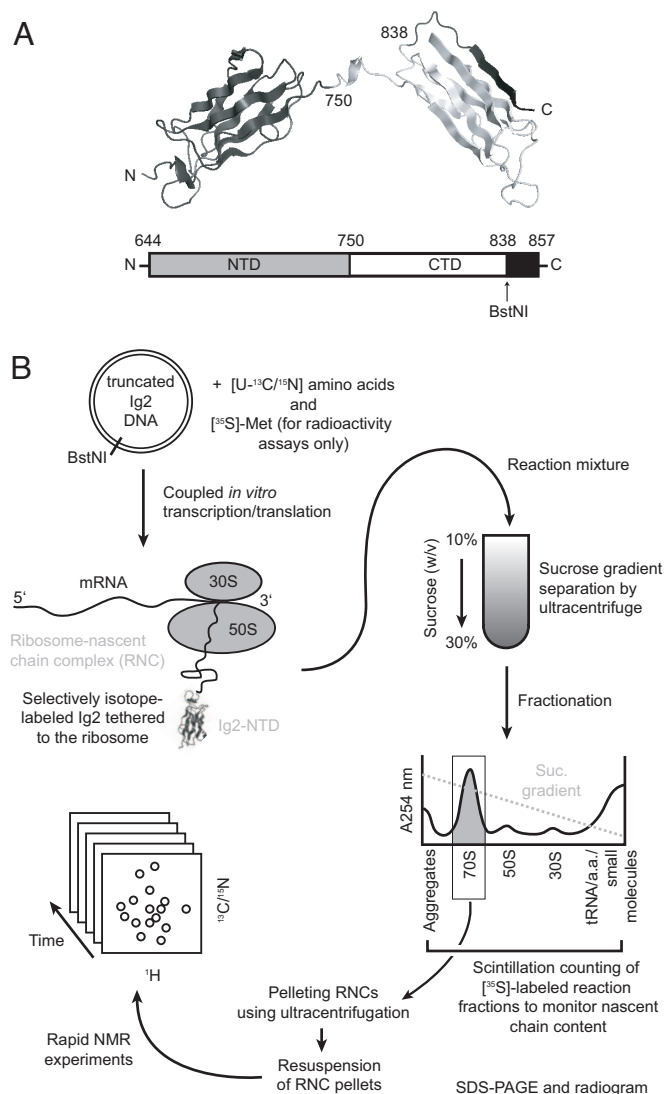 A
838
750
C
N
644 750 838 857
N NTD CTD C
BstNI
B
truncated
Ig2
DNA
BstNI
+ [U-¹³C/¹⁵N] amino acids
and
[³⁵S]-Met (for radioactivity
assays only)
Coupled in vitro
transcription/translation
Reaction mixture
10%
Sucrose (w/v)
30%
Sucrose gradient
separation by
ultracentrifuge
mRNA
5‘
30S
3‘
50S
Ribosome-nascent
chain complex (RNC)
Selectively isotope-
labeled Ig2 tethered
to the ribosome
Ig2-NTD
Fractionation
A254 nm
Suc.
gradient
Aggregates
70S
50S
30S
tRNA/a.a./
small
molecules
Scintillation counting of
[³⁵S]-labeled reaction
fractions to monitor nascent
chain content
¹³C/¹⁵N
Time
¹H
Pelleting RNCs
using ultracentrifugation
Rapid NMR
experiments
Resuspension
of RNC pellets
SDS-PAGE and radiogram